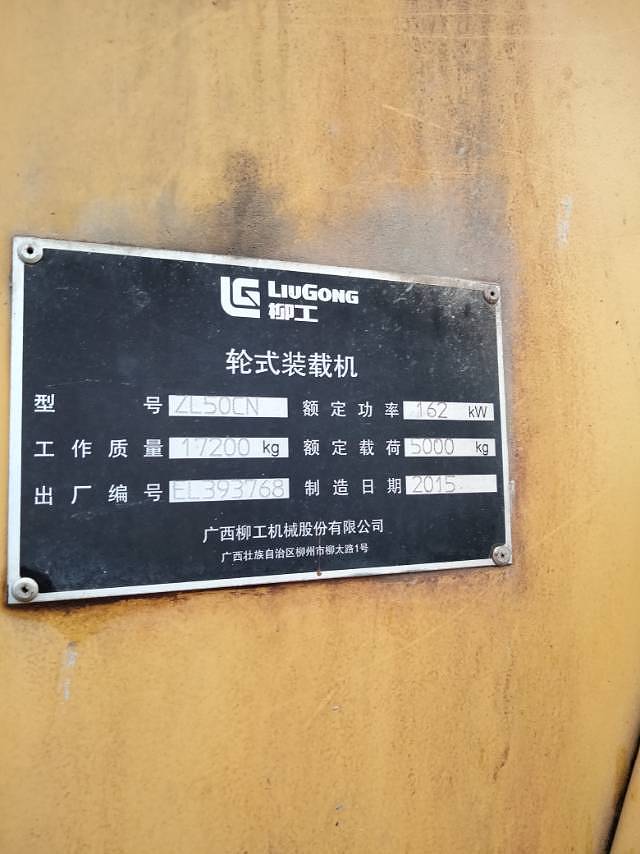 LG LIUGONG
柳工
轮式装载机
型 号 ZL50CN 额定功率 162 kW
工作质量 17200 kg 额定载荷 5000 kg
出厂编号 EL393768 制造日期 2015
广西柳工机械股份有限公司
广西壮族自治区柳州市柳太路1号